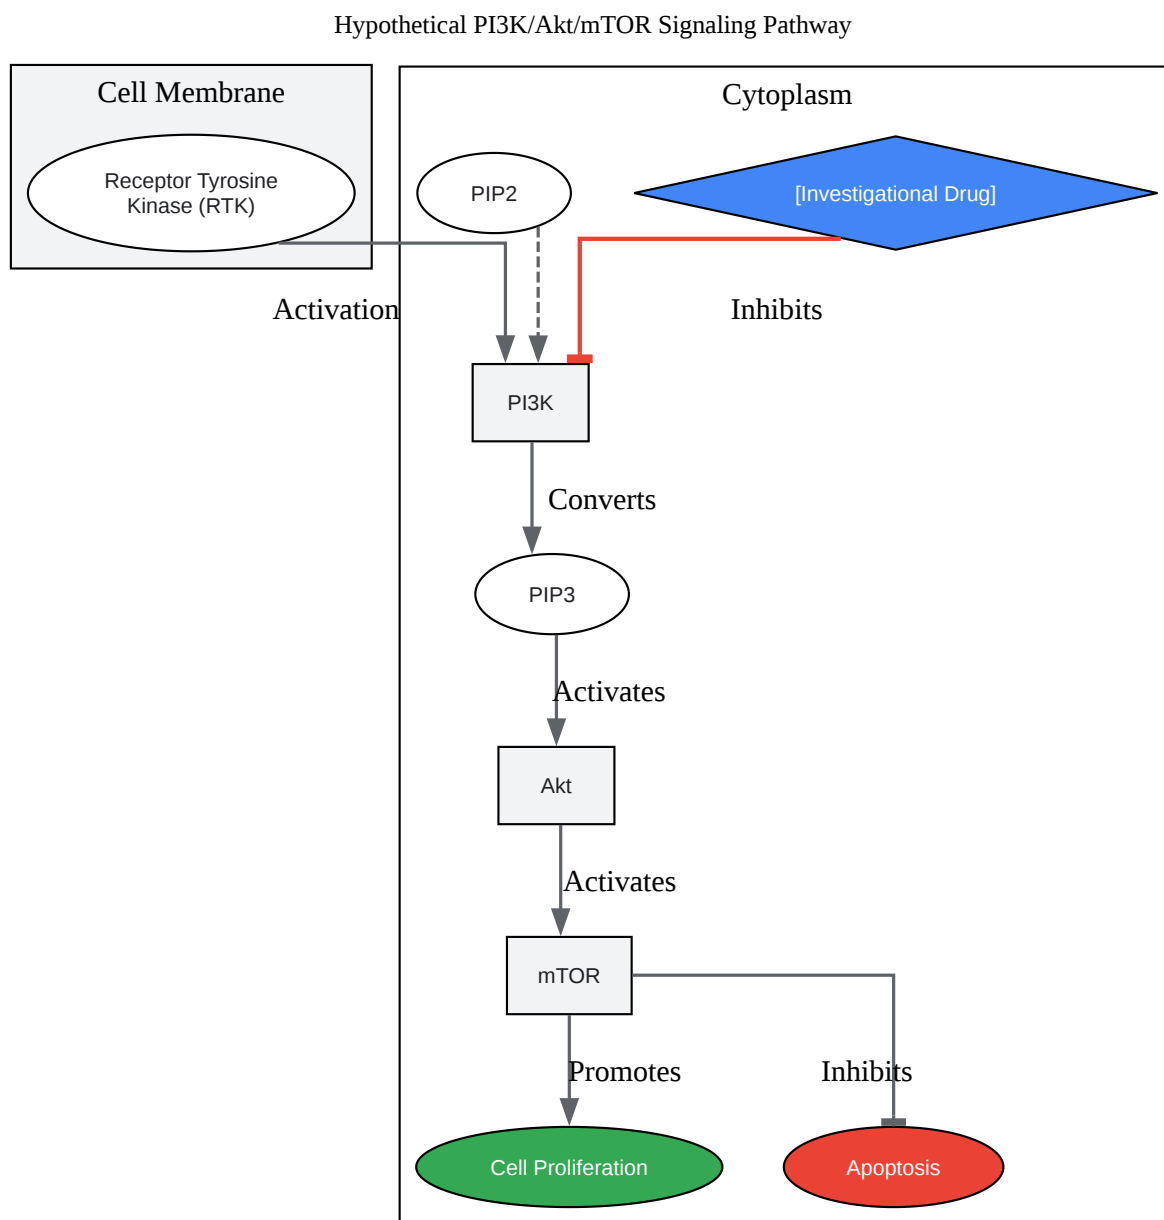 Hypothetical PI3K/Akt/mTOR Signaling Pathway
Cell Membrane
Cytoplasm
Receptor Tyrosine
Kinase (RTK)
PIP2
[Investigational Drug]
Activation
Inhibits
PI3K
Converts
PIP3
Activates
Akt
Activates
mTOR
Promotes
Inhibits
Cell Proliferation
Apoptosis